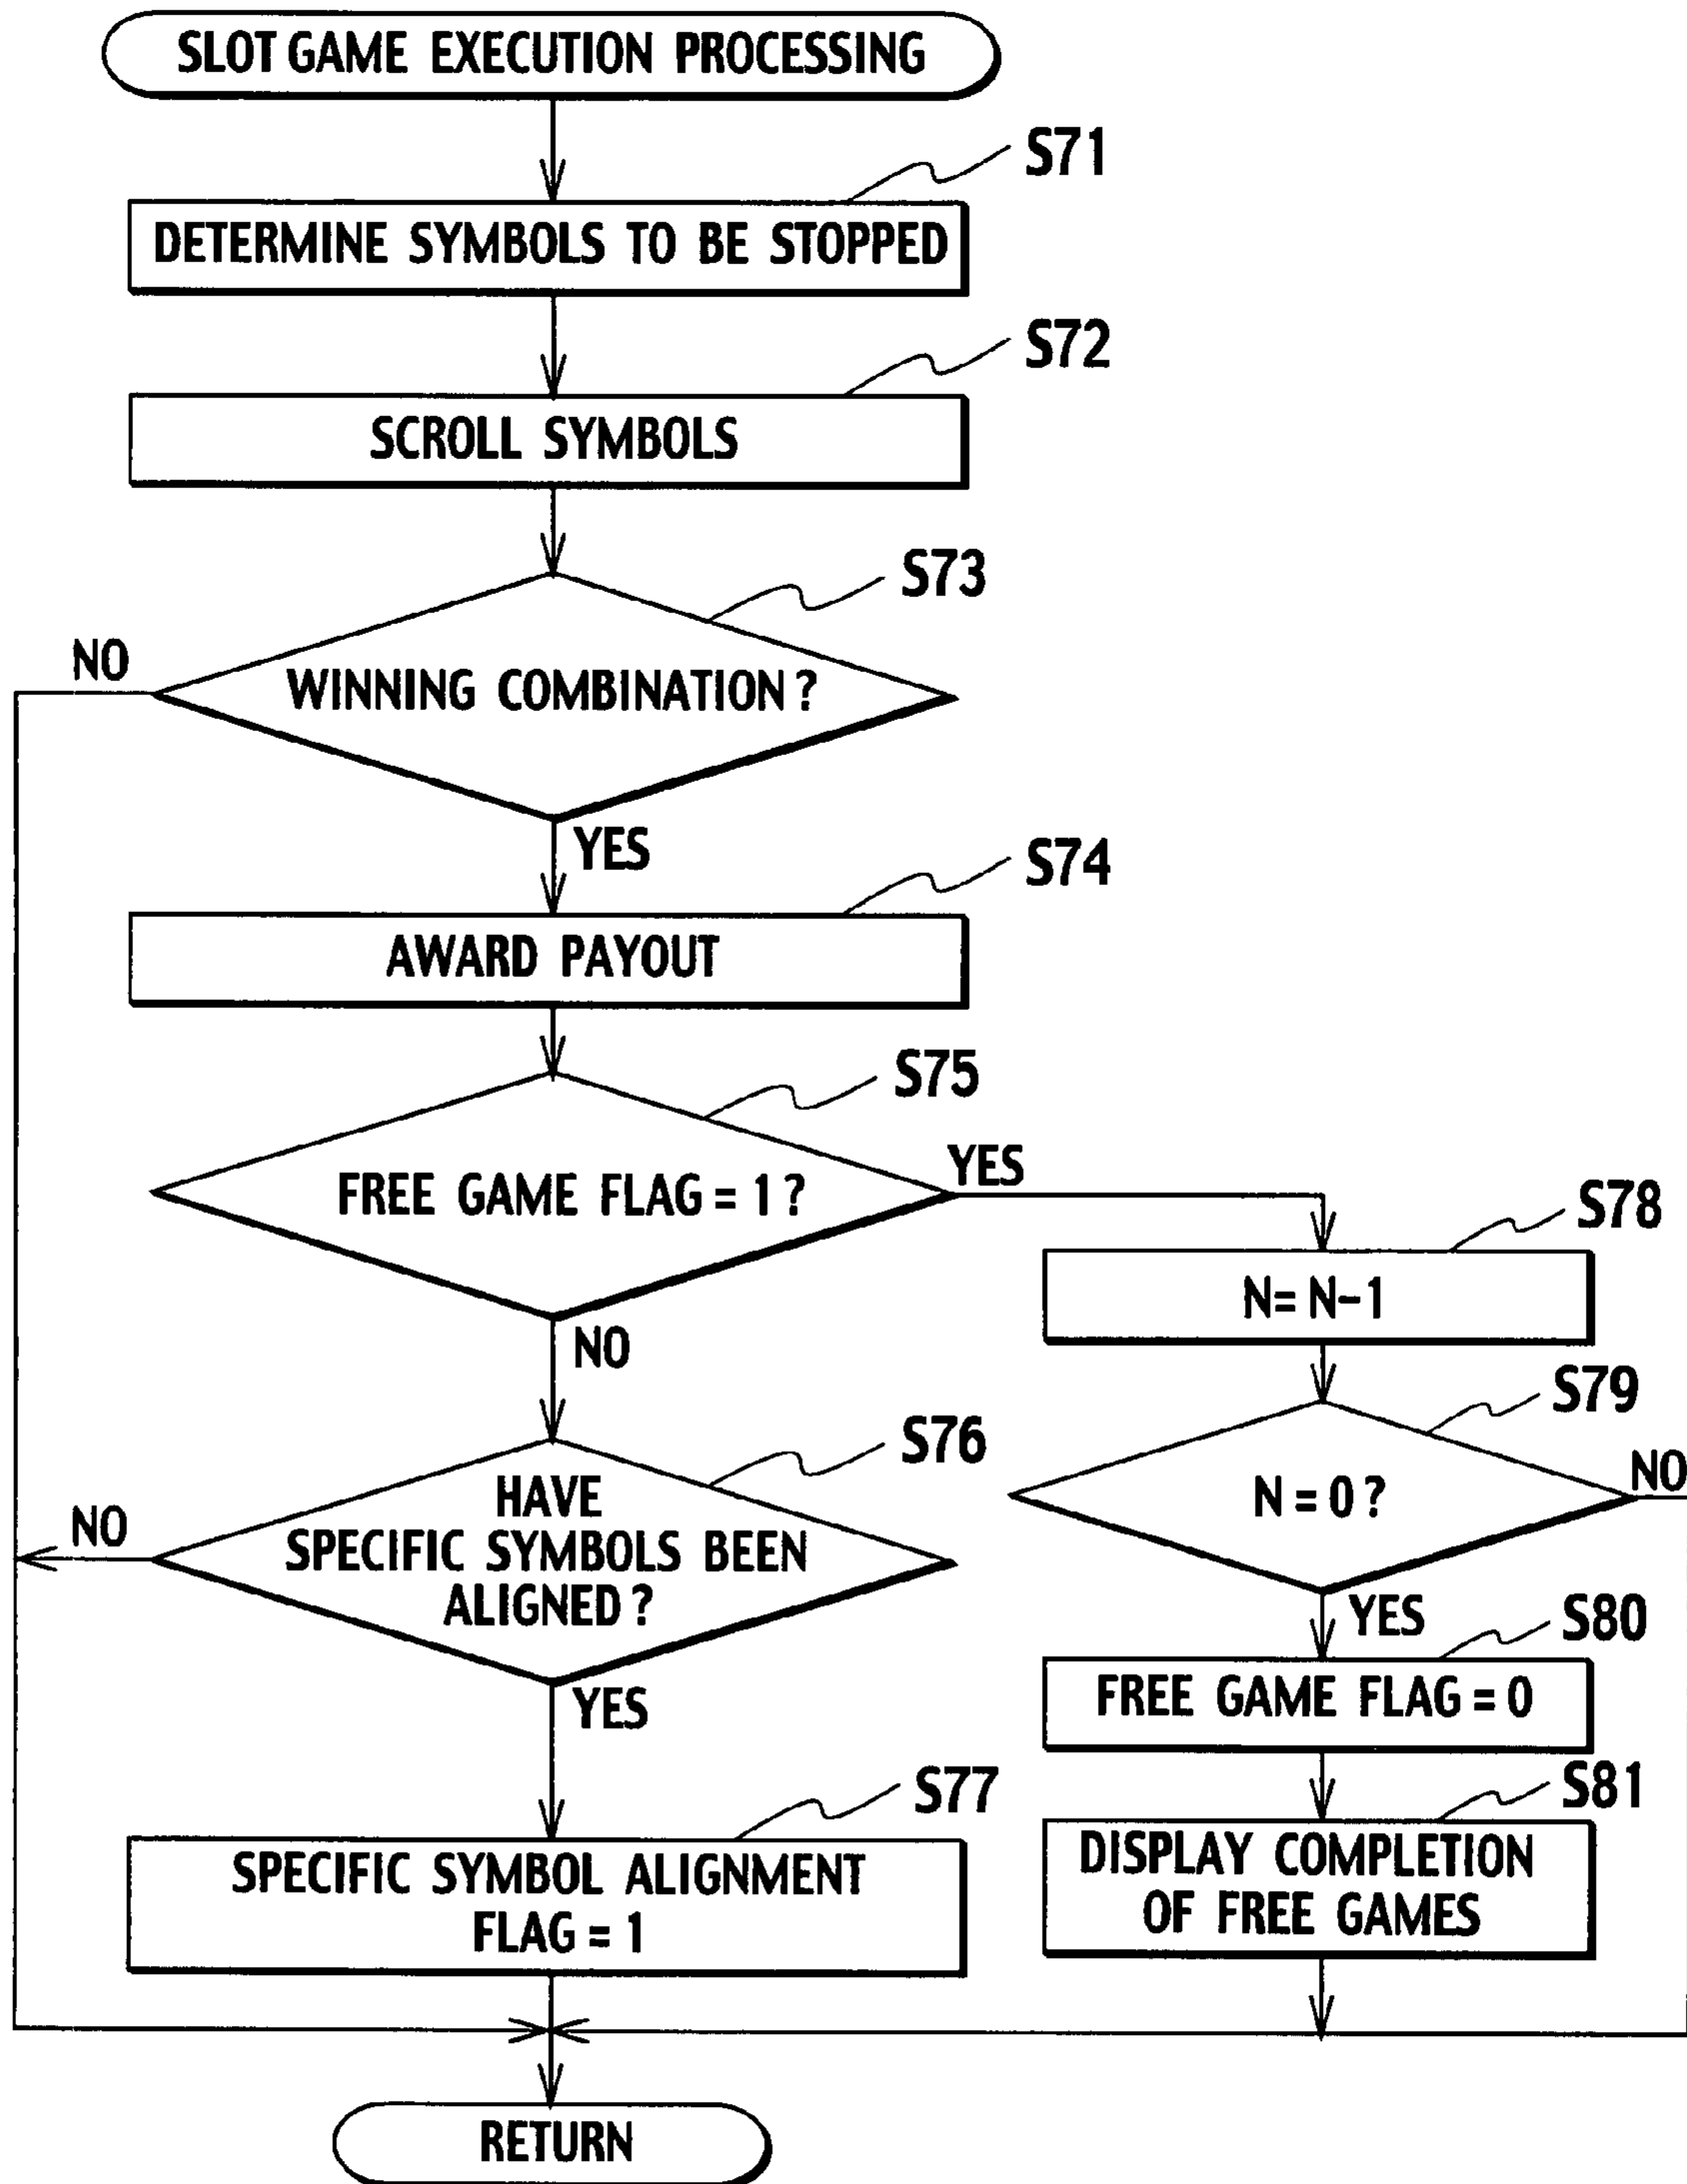 SLOT GAME EXECUTION PROCESSING
S71
DETERMINE SYMBOLS TO BE STOPPED
S72
SCROLL SYMBOLS
S73
NO
WINNING COMBINATION?
YES
S74
AWARD PAYOUT
S75
FREE GAME FLAG = 1?
YES
NO
S78
N= N-1
S79
N = 0?
NO
YES
S76
HAVE
SPECIFIC SYMBOLS BEEN
ALIGNED?
NO
YES
S80
FREE GAME FLAG = 0
S77
SPECIFIC SYMBOL ALIGNMENT
FLAG = 1
S81
DISPLAY COMPLETION
OF FREE GAMES
RETURN